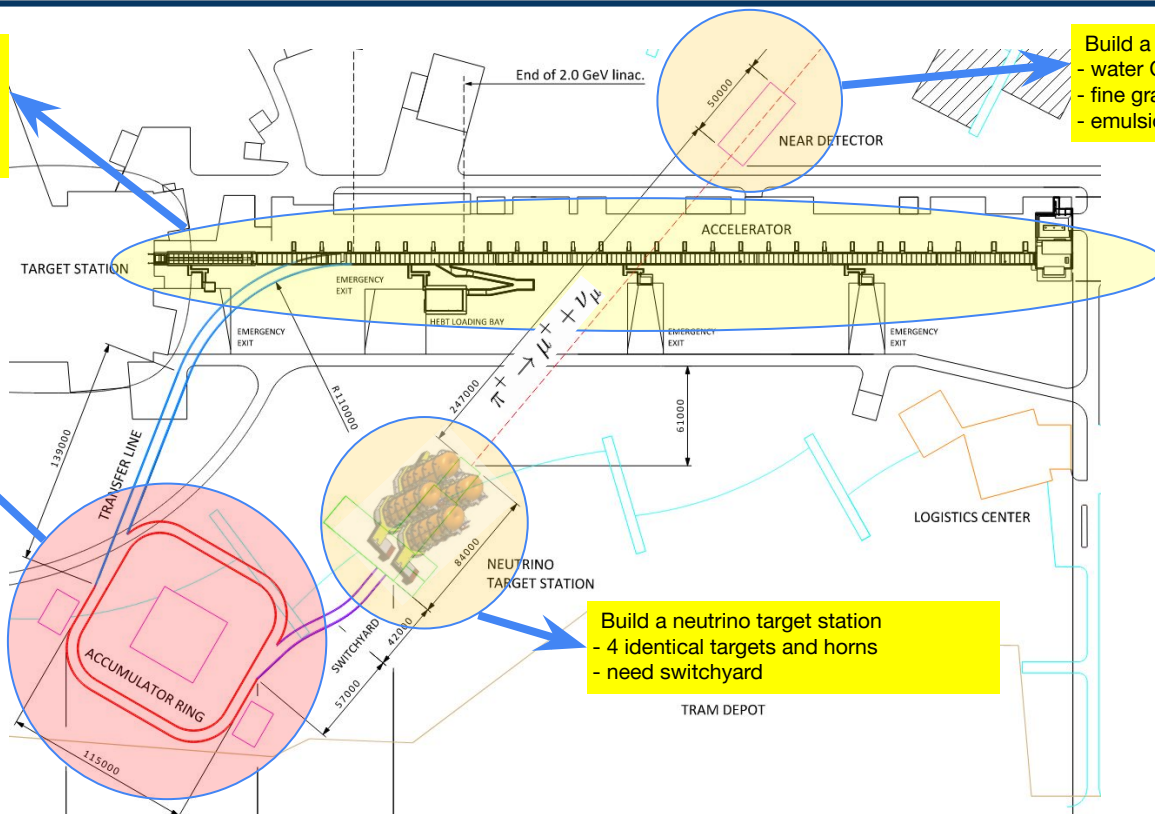 Build a
- water
- fine
End of 2.0 GeV linac.
50000
NEAR DETECTOR
ACCELERATOR
TARGET STATION
EMERGENCY
EXIT
HEBT LOADING BAY
EMERGENCY
EXIT
EMERGENCY
EXIT
EMERGENCY
EXIT
π⁺ → μ⁺ + ν_μ
247000
R110000
61000
139000
TRANSFER LINE
LOGISTICS CENTER
84000
NEUTRINO
TARGET STATION
SWITCHYARD
42000
57000
Build a neutrino target station
- 4 identical targets and horns
- need switchyard
ACCUMULATOR RING
TRAM DEPOT
115000